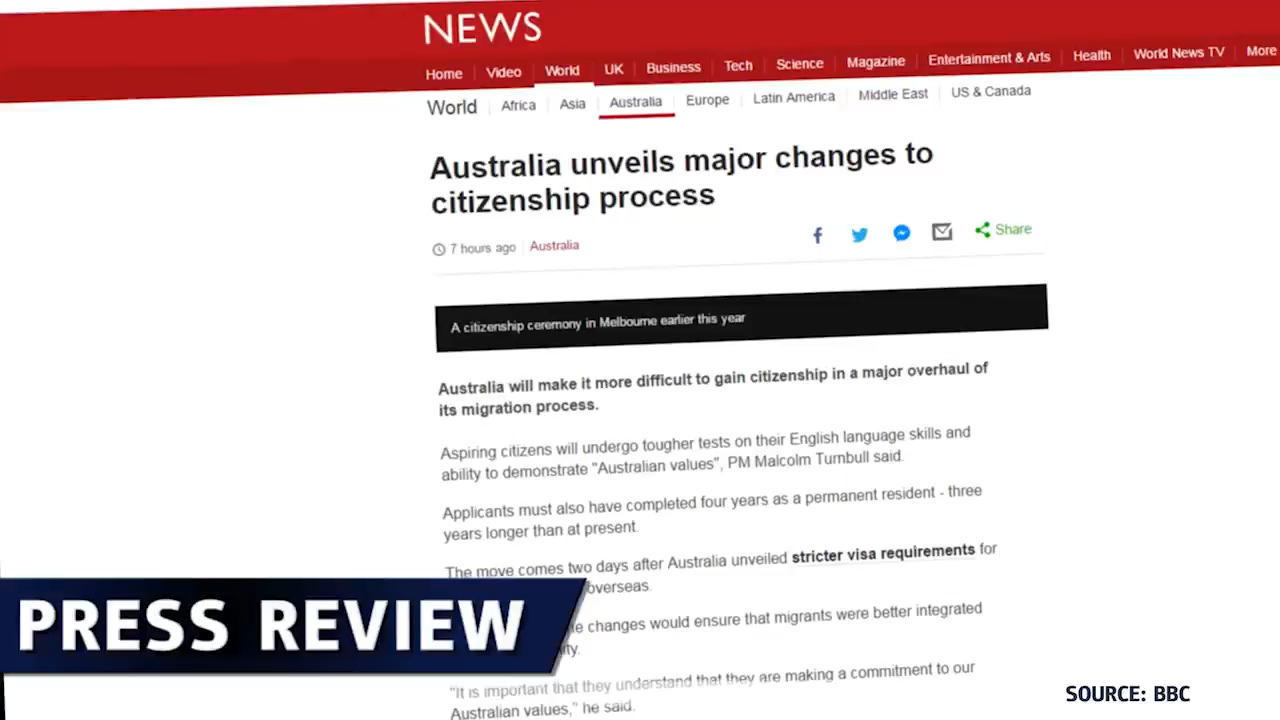 NEWS
Home Video World UK Business Tech Science Magazine Entertainment & Arts Health World News TV More
World Africa Asia Australia Europe Latin America Middle East US & Canada
Australia unveils major changes to
citizenship process
7 hours ago Australia
Share
A citizenship ceremony in Melbourne earlier this year
Australia will make it more difficult to gain citizenship in a major overhaul of
its migration process.
Aspiring citizens will undergo tougher tests on their English language skills and
ability to demonstrate "Australian values", PM Malcolm Turnbull said.
Applicants must also have completed four years as a permanent resident - three
years longer than at present.
The move comes two days after Australia unveiled stricter visa requirements for
overseas.
changes would ensure that migrants were better integrated
"It is important that they understand that they are making a commitment to our
Australian values," he said.
PRESS REVIEW
SOURCE: BBC